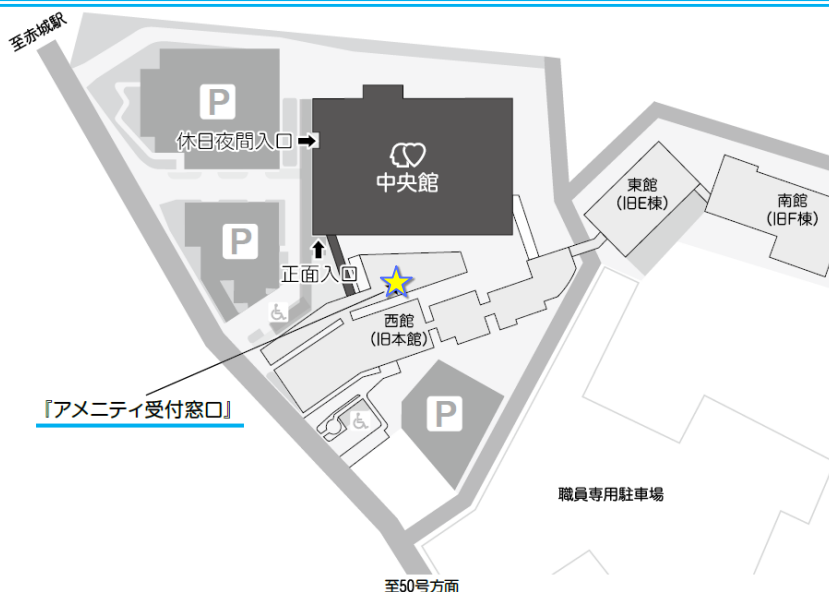 至赤城駅
P
休日夜間入口
中央館
東館
(旧E棟)
南館
(旧F棟)
P
正面入口
西館
(旧本館)
『アメニティ受付窓口』
P
職員専用駐車場
至50号方面